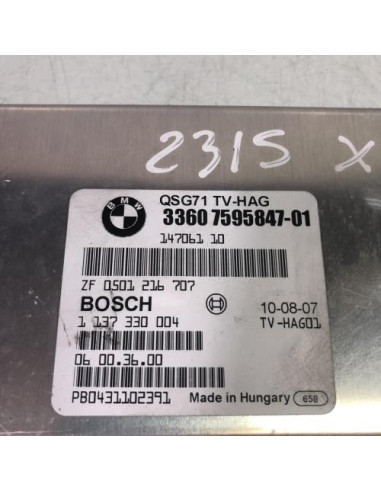 2315 X
BMW
QSG71 TV-HAG
3360 7595847-01
147061 10
ZF 0501 216 707
BOSCH
10-08-07
1 137 330 004
TV-HAG01
06 00.36.00
PB0431102391
Made in Hungary 658